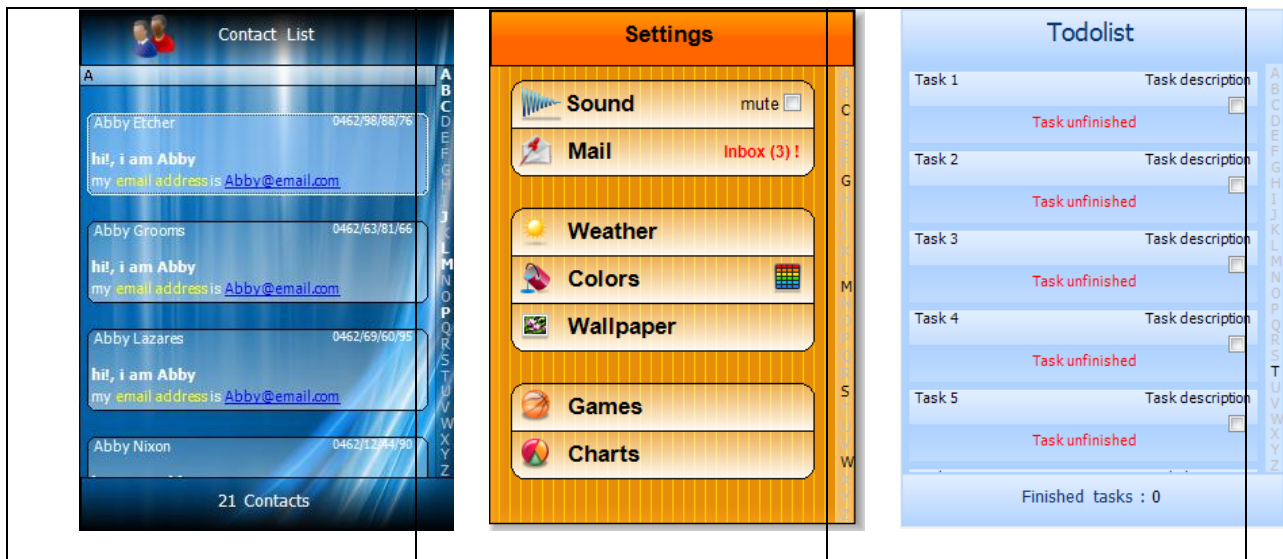 Contact List
A
Abby Etcher 0462/98/88/76
hi!, i am Abby
my email address is Abby@email.com
Abby Grooms 0462/63/81/66
hi!, i am Abby
my email address is Abby@email.com
Abby Lazares 0462/69/60/95
hi!, i am Abby
my email address is Abby@email.com
Abby Nixon 0462/12/44/90
21 Contacts
A
B
C
D
E
F
G
H
I
J
K
L
M
N
O
P
Q
R
S
T
U
V
W
X
Y
Z
Settings
Sound mute
Mail Inbox (3) !
Weather
Colors
Wallpaper
Games
Charts
C
G
M
S
W
Todolist
Task 1 Task description
Task unfinished
Task 2 Task description
Task unfinished
Task 3 Task description
Task unfinished
Task 4 Task description
Task unfinished
Task 5 Task description
Task unfinished
Finished tasks : 0
A
B
C
D
E
F
G
H
I
J
K
L
M
N
O
P
Q
R
S
T
U
V
W
X
Y
Z